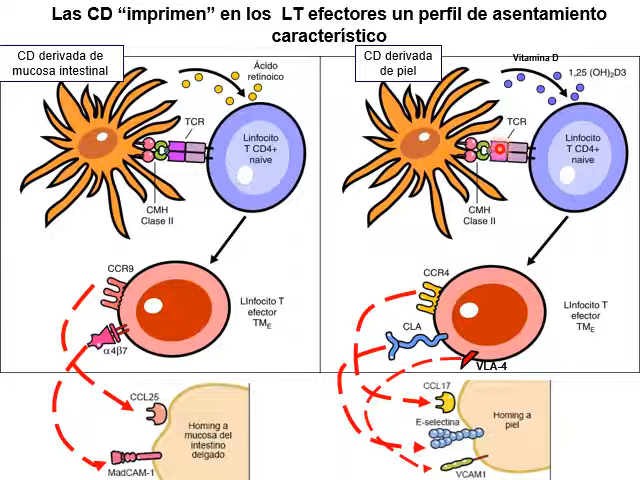 Las CD “imprimen” en los LT efectores un perfil de asentamiento
característico
CD derivada de
mucosa intestinal
Ácido
retinoico
TCR
Linfocito
T CD4+
naive
CMH
Clase II
CCR9
α4β7
LInfocito T
efector
TME
CCL25
MadCAM-1
Homing a
mucosa del
intestino
delgado
CD derivada
de piel
Vitamina D
1,25 (OH)2D3
TCR
Linfocito
T CD4+
naive
CMH
Clase II
CCR4
CLA
VLA-4
LInfocito T
efector
TME
CCL17
E-selectina
VCAM1
Homing a
piel